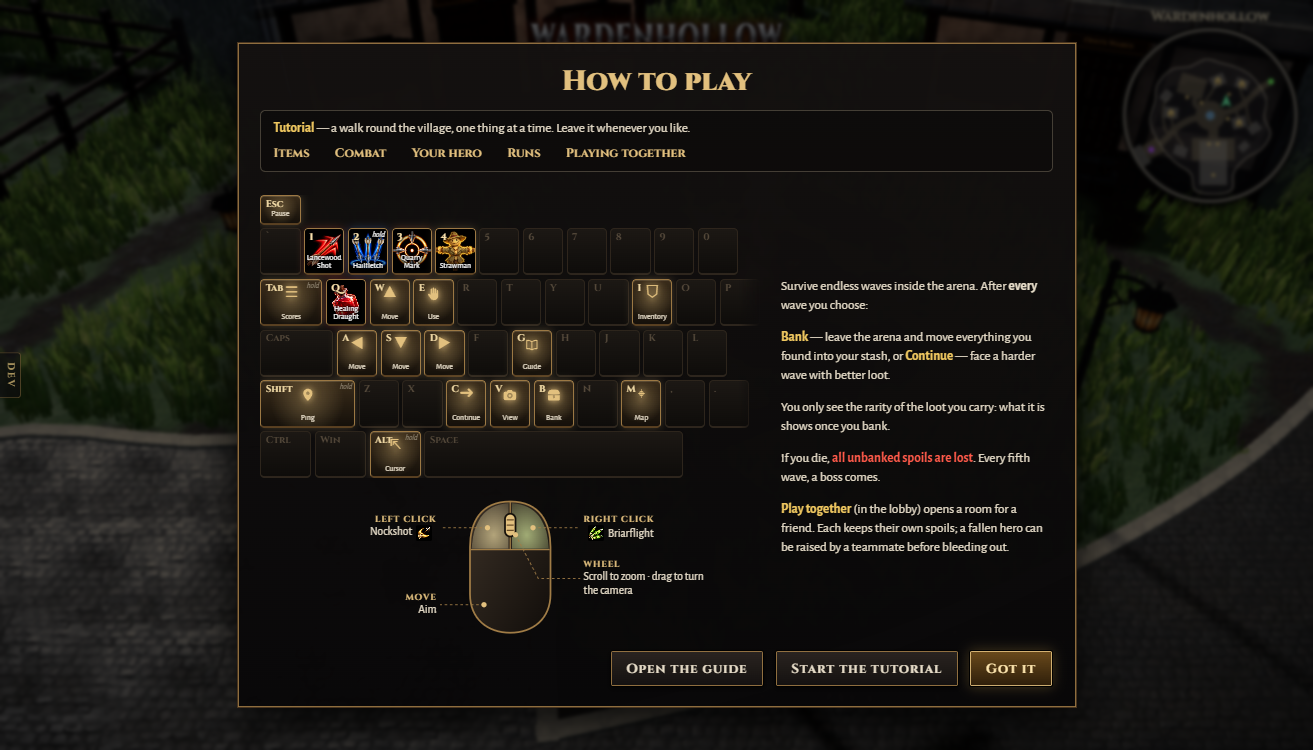 WARDENHOLLOW
WARDENHOLLOW
How to play
Tutorial — a walk round the village, one thing at a time. Leave it whenever you like.
Items Combat Your hero Runs Playing together
Esc
Pause
` 1 2 hold 3 4 5 6 7 8 9 0
Lancewood Shot Hailfletch Quarry Mark Strawman
Tab hold Q W E R T Y U I O P
Scores Healing Draught Move Use Inventory
Caps A S D F G H J K L
Move Move Move Guide
Shift hold Z X C V B N M , .
Ping Continue View Bank Map
Ctrl Win Alt hold Space
Cursor
Survive endless waves inside the arena. After every
wave you choose:
Bank — leave the arena and move everything you
found into your stash, or Continue — face a harder
wave with better loot.
You only see the rarity of the loot you carry: what it is
shows once you bank.
If you die, all unbanked spoils are lost. Every fifth
wave, a boss comes.
Play together (in the lobby) opens a room for a
friend. Each keeps their own spoils; a fallen hero can
be raised by a teammate before bleeding out.
Left click
Nockshot
Right click
Briarflight
Wheel
Scroll to zoom · drag to turn
the camera
Move
Aim
DEV
Open the guide
Start the tutorial
Got it